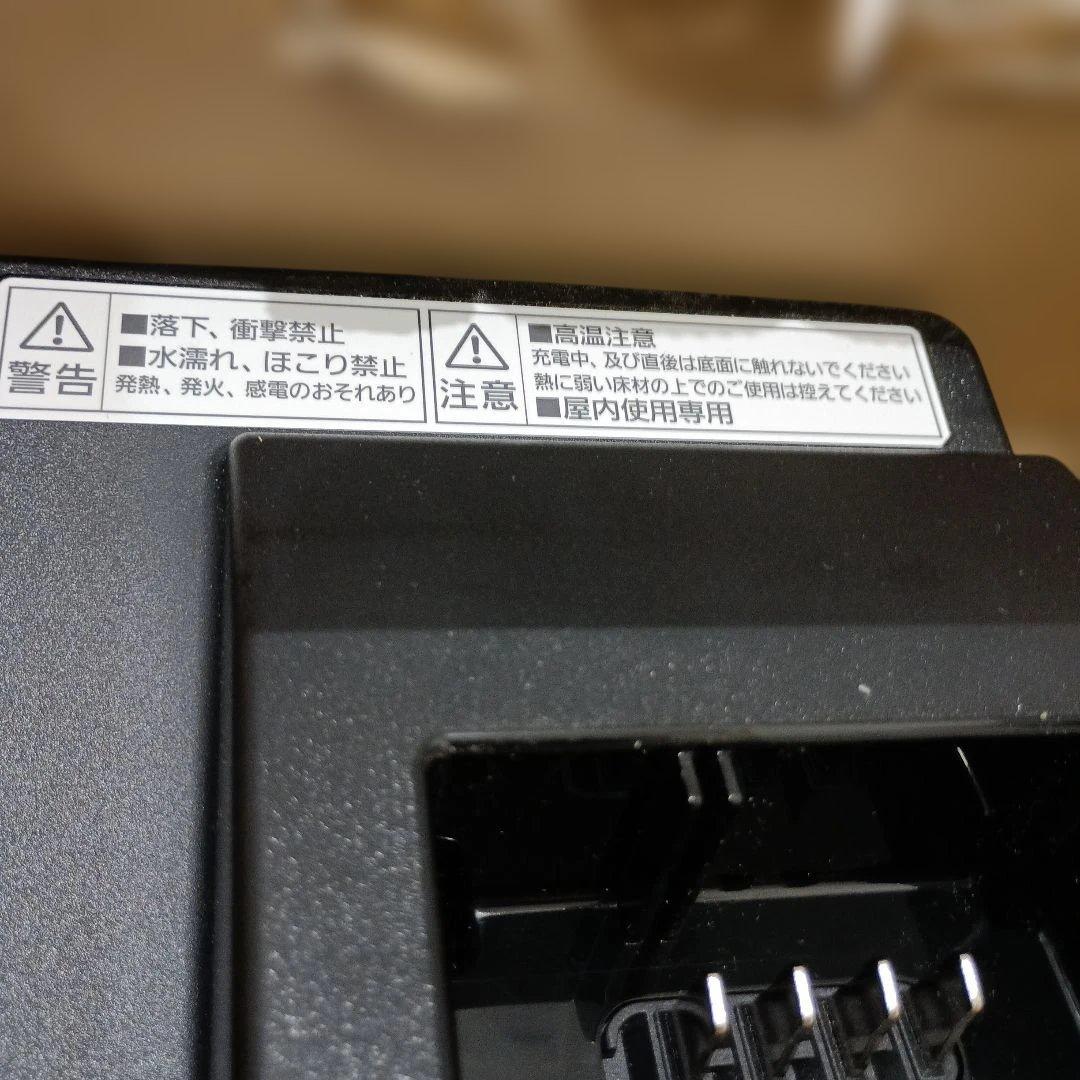 警告
■落下、衝撃禁止
■水濡れ、ほこり禁止
発熱、発火、感電のおそれあり
注意
■高温注意
充電中、及び直後は底面に触れないでください
熱に弱い床材の上でのご使用は控えてください
■屋内使用専用